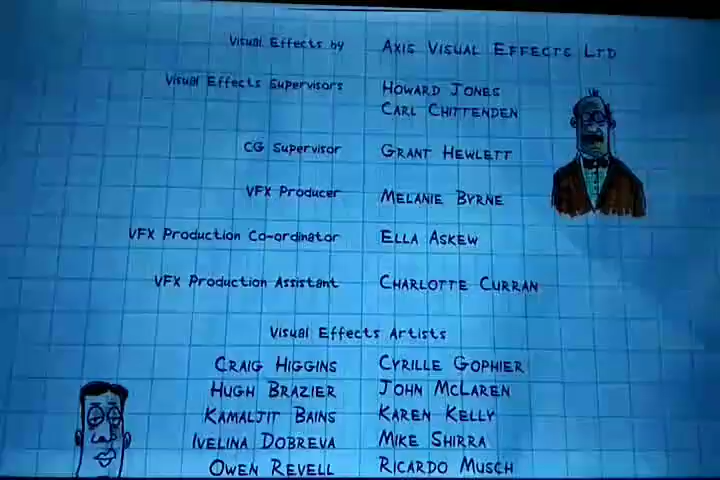 Visual Effects by AXIS VISUAL EFFECTS LTD
Visual Effects Supervisors HOWARD JONES
CARL CHITTENDEN
CG Supervisor GRANT HEWLETT
VFX Producer MELANIE BYRNE
VFX Production Co-ordinator ELLA ASKEW
VFX Production Assistant CHARLOTTE CURRAN
Visual Effects Artists
CRAIG HIGGINS CYRILLE GOPHIER
HUGH BRAZIER JOHN MCLAREN
KAMALJIT BAINS KAREN KELLY
IVELINA DOBREVA MIKE SHIRRA
OWEN REVELL RICARDO MUSCH